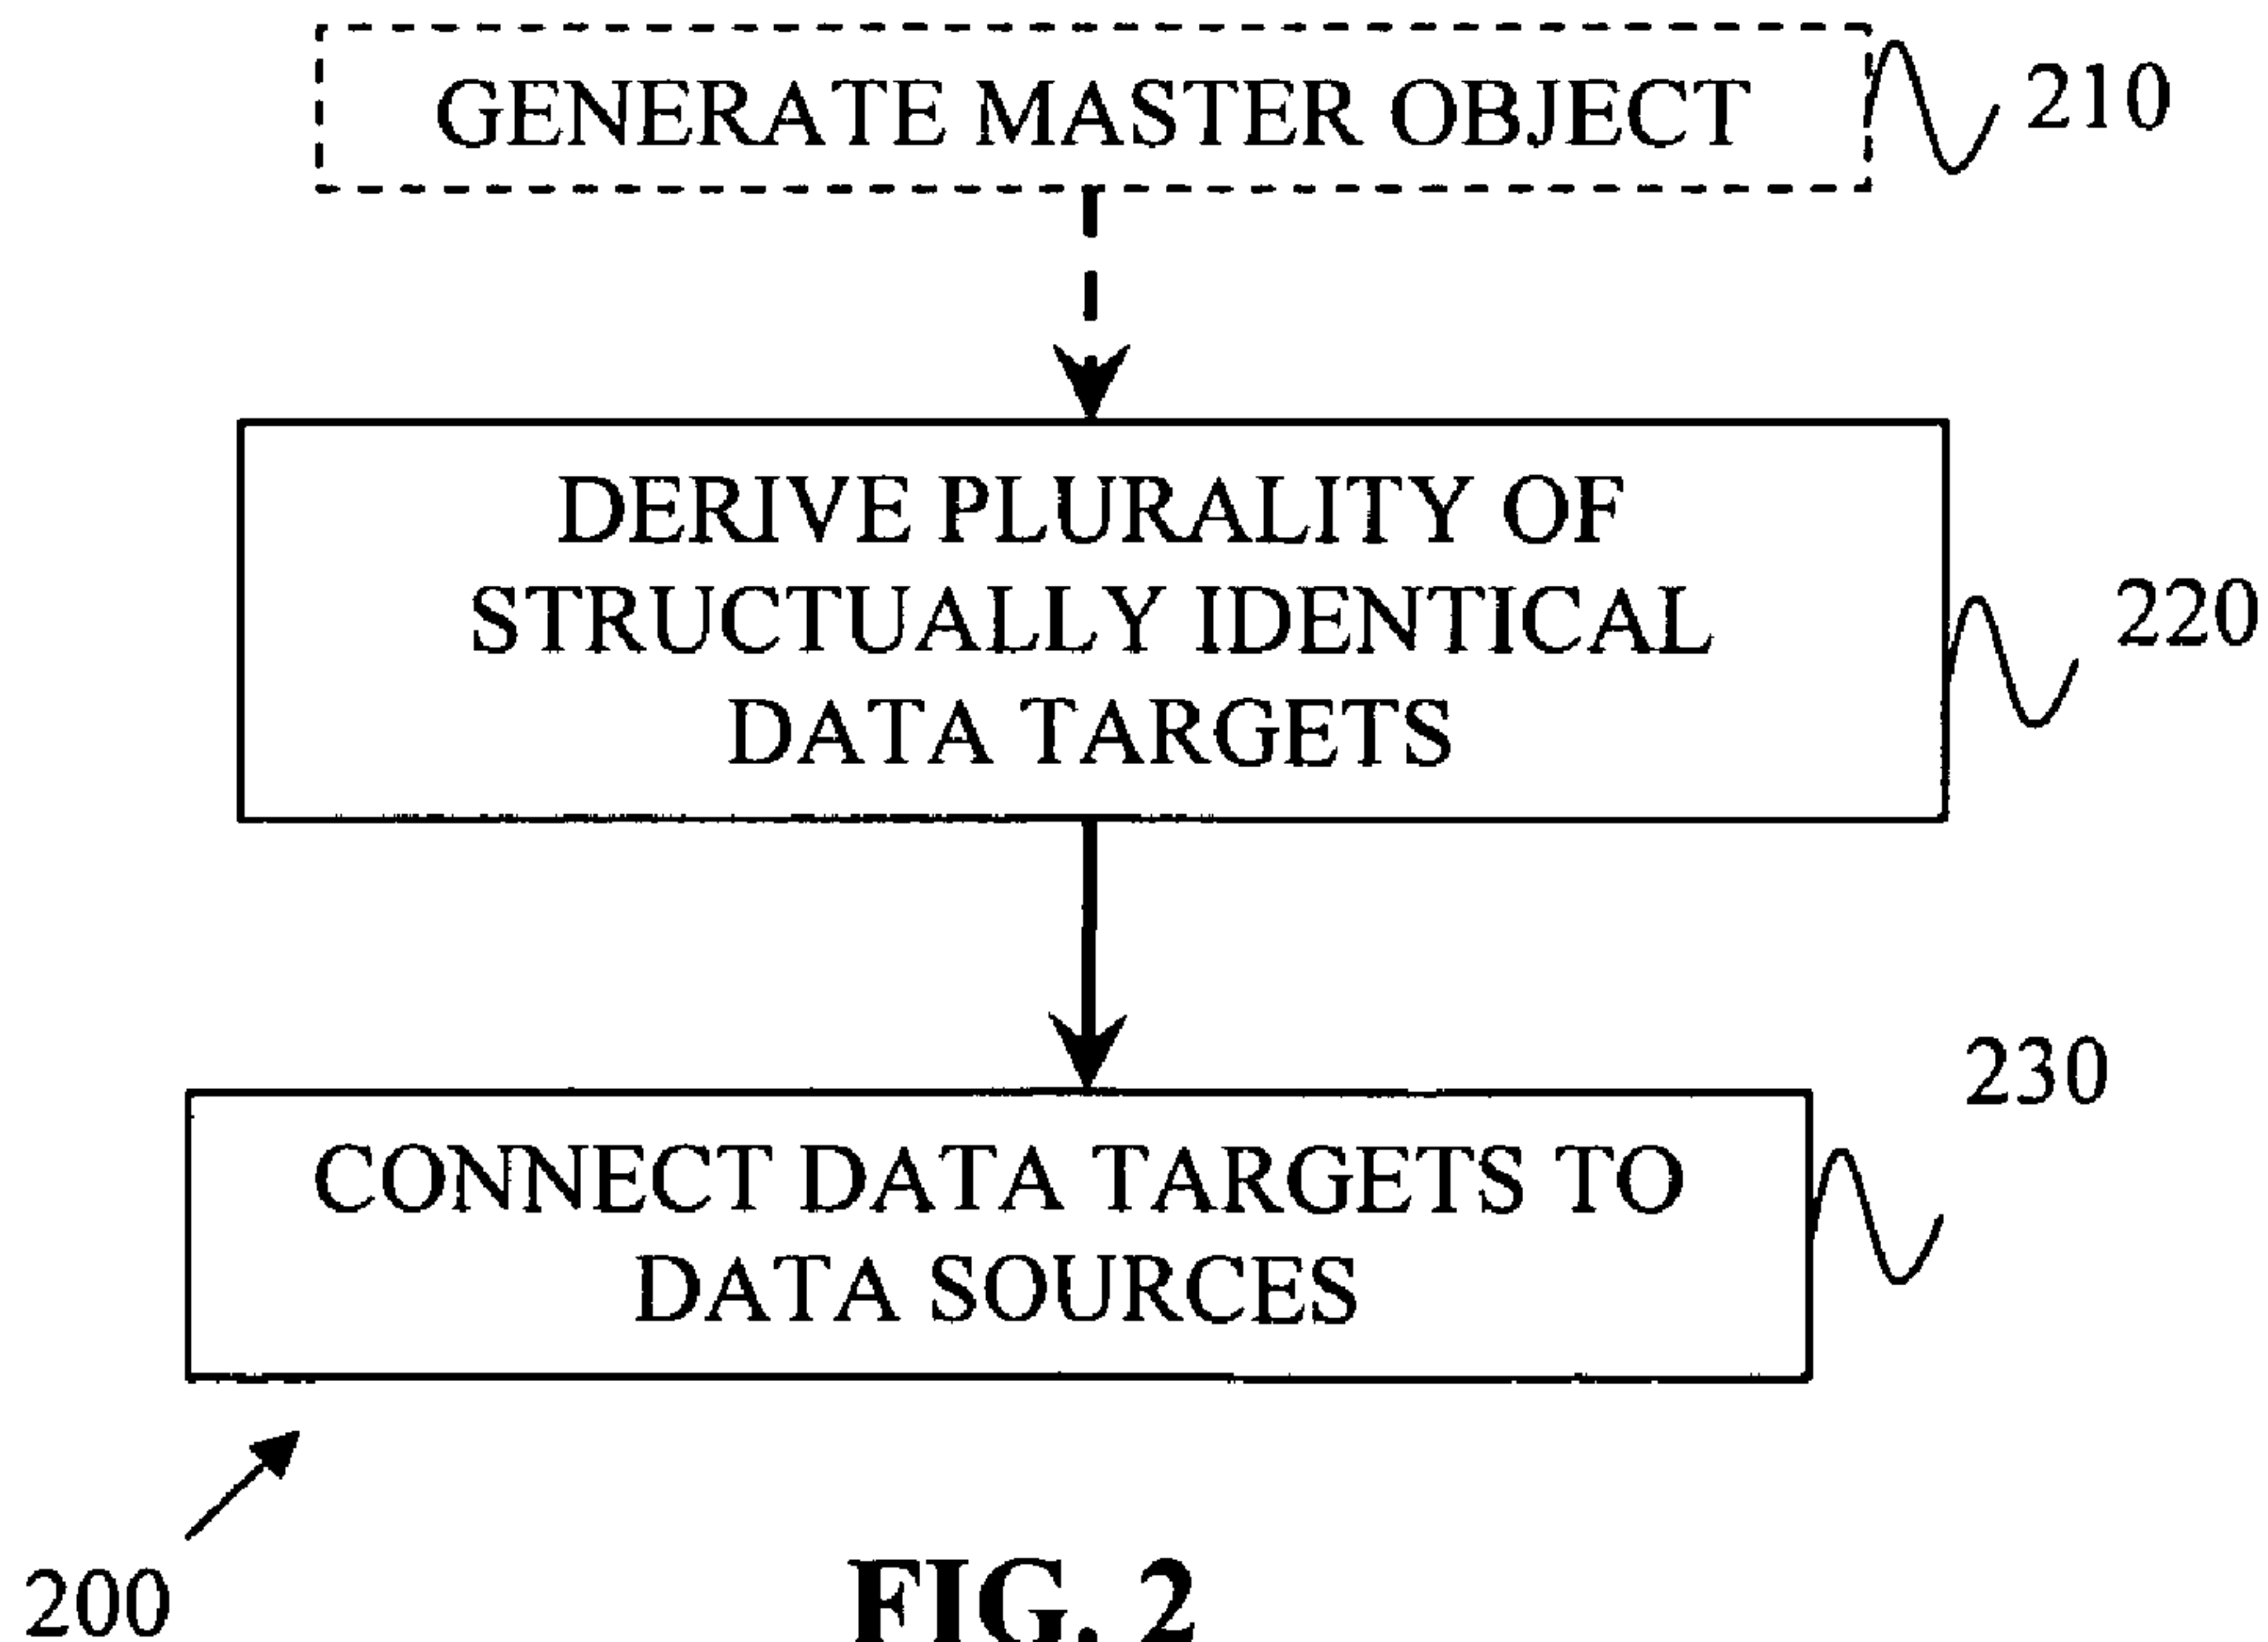 GENERATE MASTER OBJECT
210
DERIVE PLURALITY OF
STRUCTUALLY IDENTICAL
DATA TARGETS
220
230
CONNECT DATA TARGETS TO
DATA SOURCES
200
FIG. 2